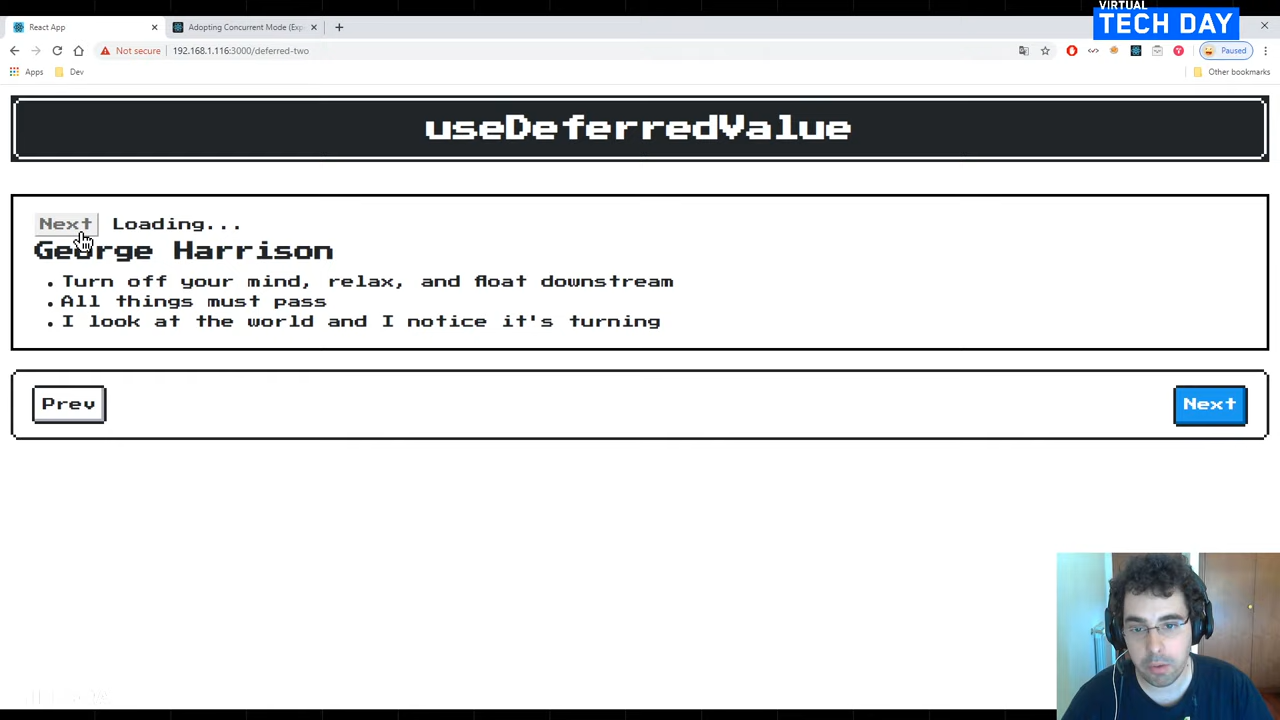 VIRTUAL
TECH DAY
React App
Adopting Concurrent Mode (Exp
Not secure
192.168.1.116:3000/deferred-two
Paused
Apps
Dev
Other bookmarks
useDeferredValue
Next Loading...
George Harrison
• Turn off your mind, relax, and float downstream
• All things must pass
• I look at the world and I notice it's turning
Prev
Next